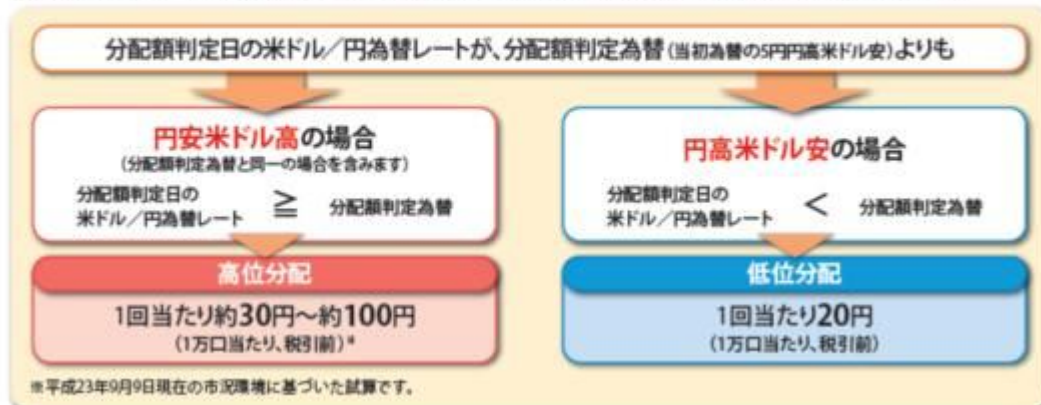 分配額判定日の米ドル/円為替レートが、分配額判定為替(当初為替の5円円高米ドル安)よりも
円安米ドル高の場合
(分配額判定為替と同一の場合を含みます)
分配額判定日の
米ドル/円為替レート ≧ 分配額判定為替
高位分配
1回当たり約30円～約100円
(1万口当たり、税引前)※
円高米ドル安の場合
分配額判定日の
米ドル/円為替レート < 分配額判定為替
低位分配
1回当たり20円
(1万口当たり、税引前)
※平成23年9月9日現在の市況環境に基づいた試算です。